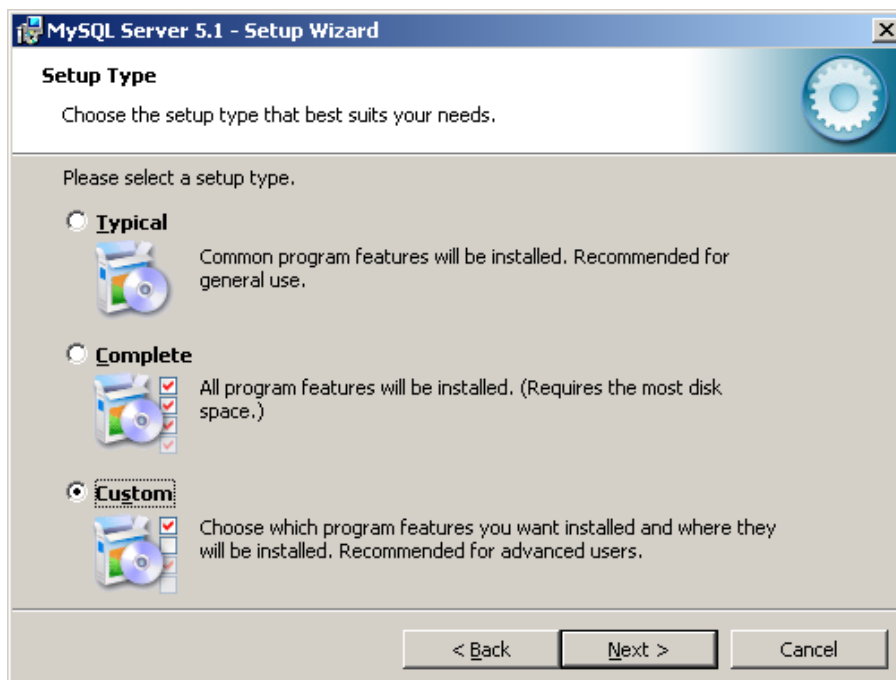 MySQL Server 5.1 - Setup Wizard
Setup Type
Choose the setup type that best suits your needs.
Please select a setup type.
Typical
Common program features will be installed. Recommended for
general use.
Complete
All program features will be installed. (Requires the most disk
space.)
Custom
Choose which program features you want installed and where they
will be installed. Recommended for advanced users.
< Back
Next >
Cancel